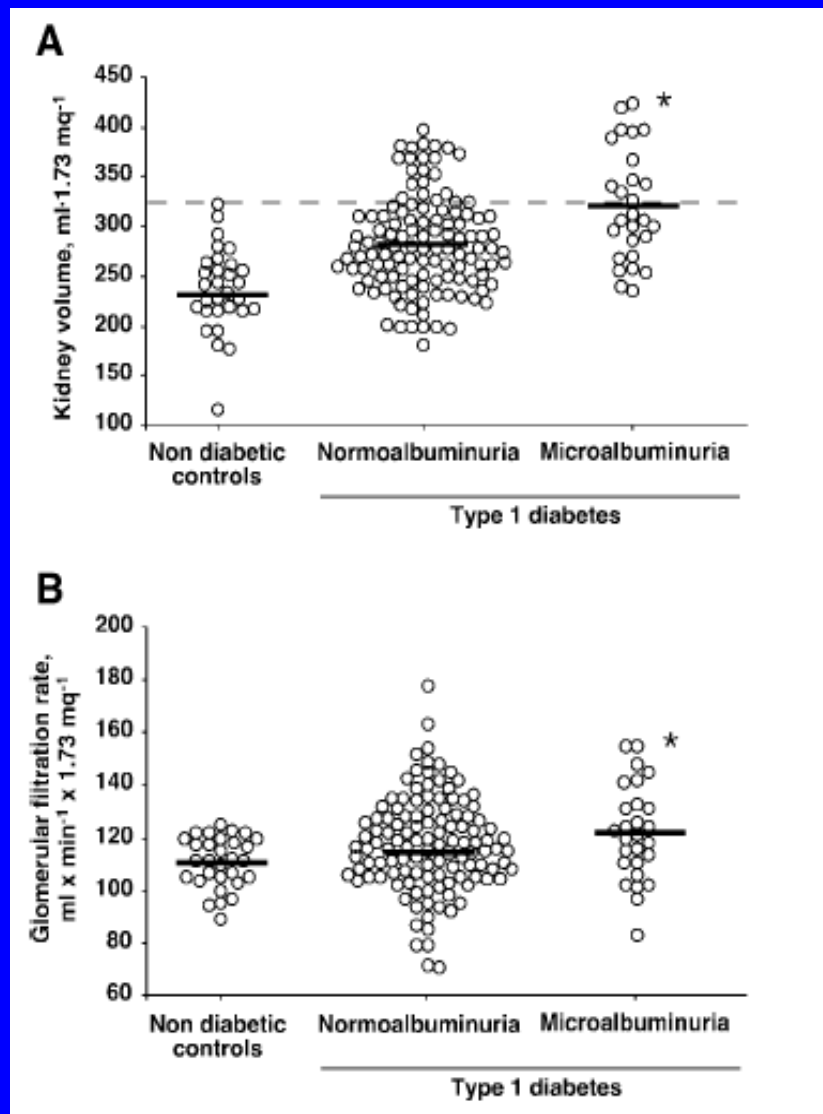 A
Kidney volume, ml·1.73 mq-1
450
400
350
300
250
200
150
100
*
Non diabetic controls
Normoalbuminuria
Microalbuminuria
Type 1 diabetes
B
Glomerular filtration rate,
ml x min-1 x 1.73 mq-1
200
180
160
140
120
100
80
60
*
Non diabetic controls
Normoalbuminuria
Microalbuminuria
Type 1 diabetes